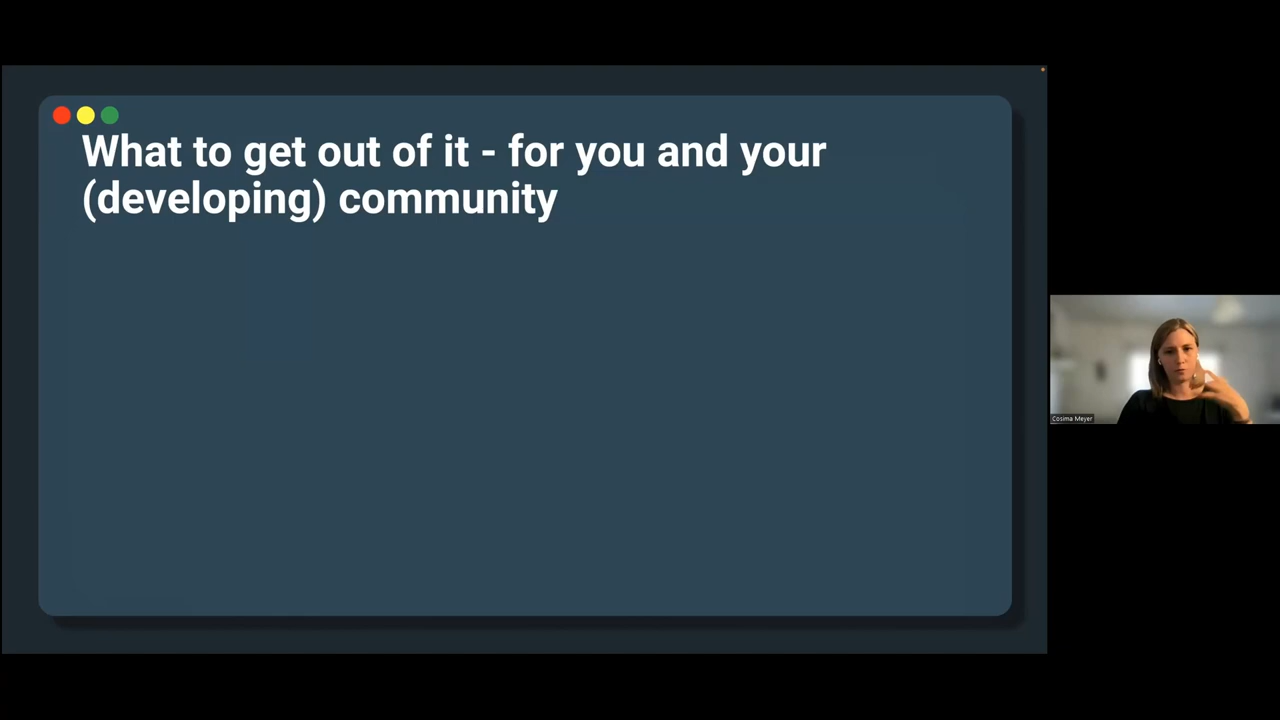 What to get out of it - for you and your
(developing) community
Cosima Meyer